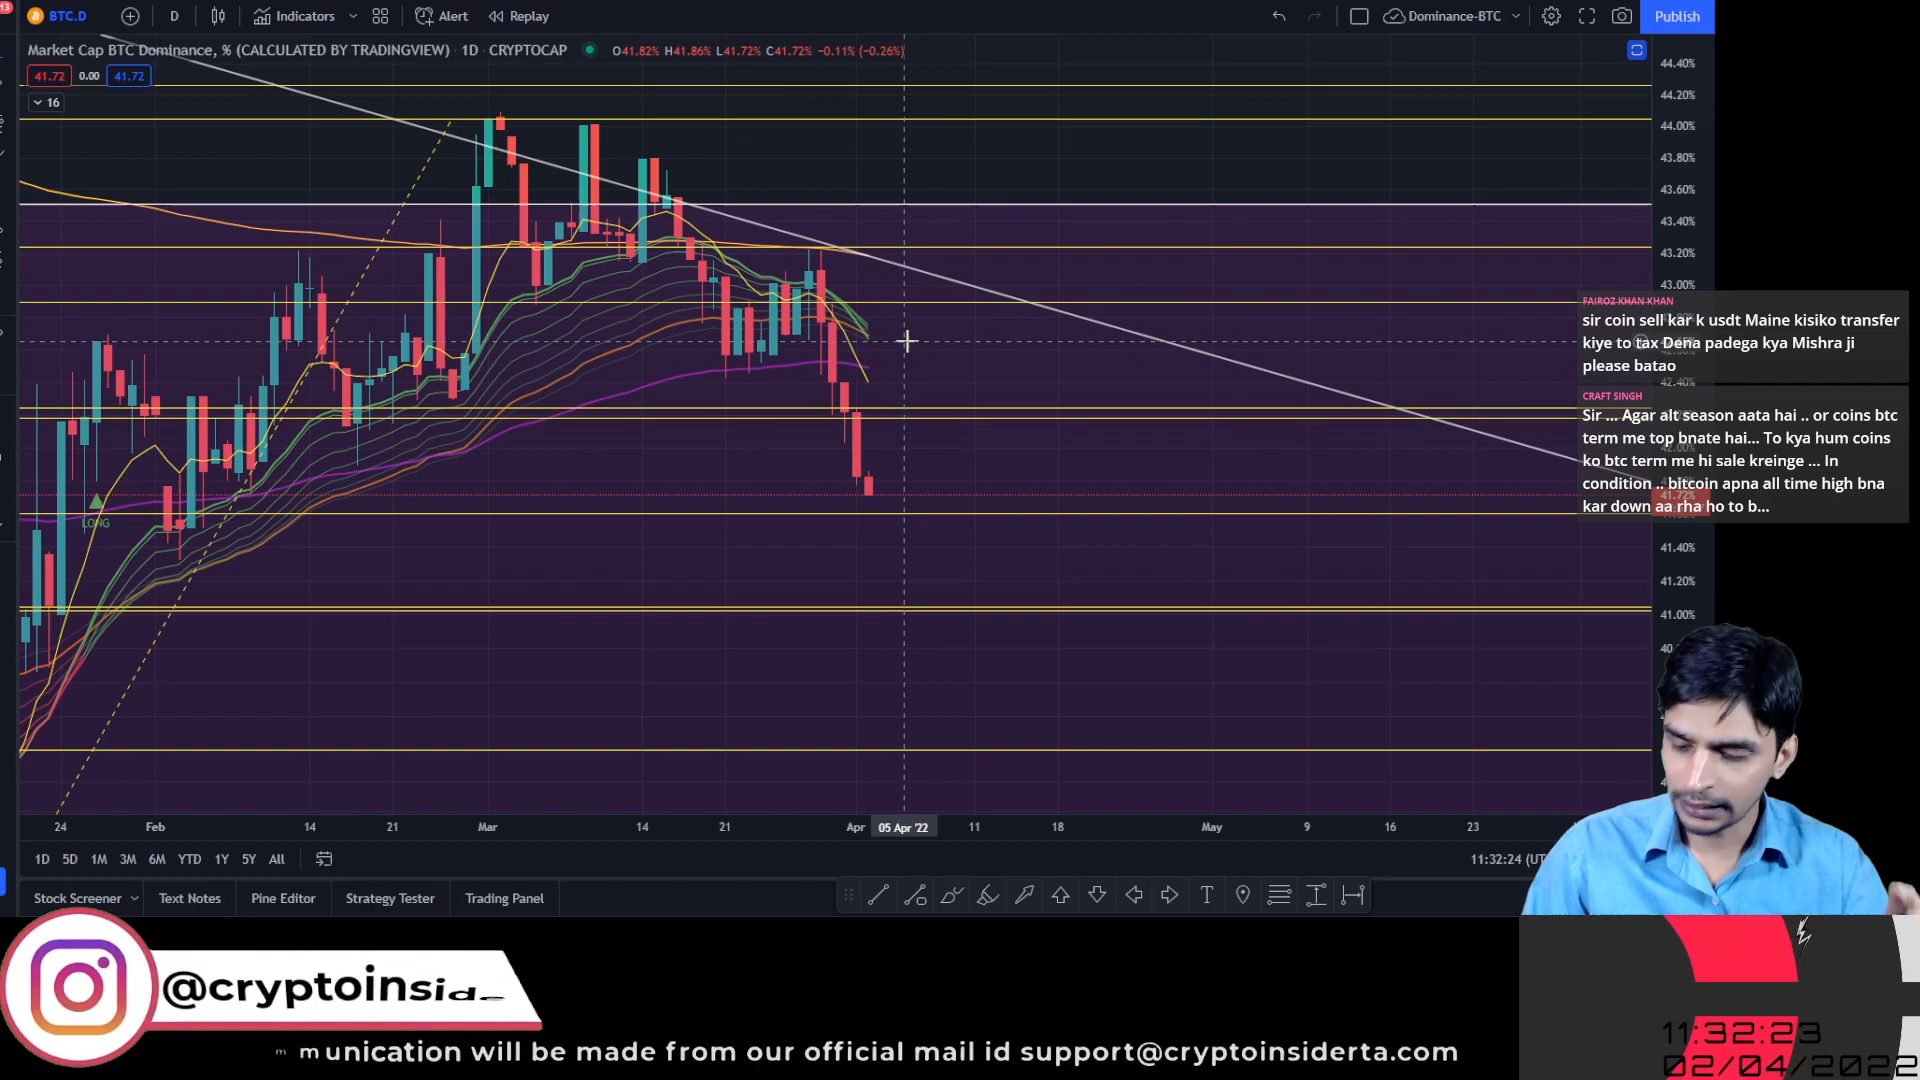 13
BTC.D
D
Indicators
Alert
Replay
Dominance-BTC
Publish
Market Cap BTC Dominance, % (CALCULATED BY TRADINGVIEW) · 1D · CRYPTOCAP
O41.82% H41.86% L41.72% C41.72% -0.11% (-0.26%)
41.72 0.00 41.72
16
44.40%
44.20%
44.00%
43.80%
43.60%
43.40%
43.20%
43.00%
42.40%
41.72%
41.40%
41.20%
41.00%
LONG
FAIROZ KHAN KHAN
sir coin sell kar k usdt Maine kisiko transfer
kiye to tax Dena padega kya Mishra ji
please batao
CRAFT SINGH
Sir ... Agar alt season aata hai .. or coins btc
term me top bnate hai... To kya hum coins
ko btc term me hi sale kreinge ... In
condition .. bitcoin apna all time high bna
kar down aa rha ho to b...
24 Feb 14 21 Mar 14 21 Apr 05 Apr '22 11 18 May 9 16 23
1D 5D 1M 3M 6M YTD 1Y 5Y All
11:32:24 (UT
Stock Screener Text Notes Pine Editor Strategy Tester Trading Panel
@cryptoinside
munication will be made from our official mail id support@cryptoinsiderta.com
11:32:23
02/04/2022